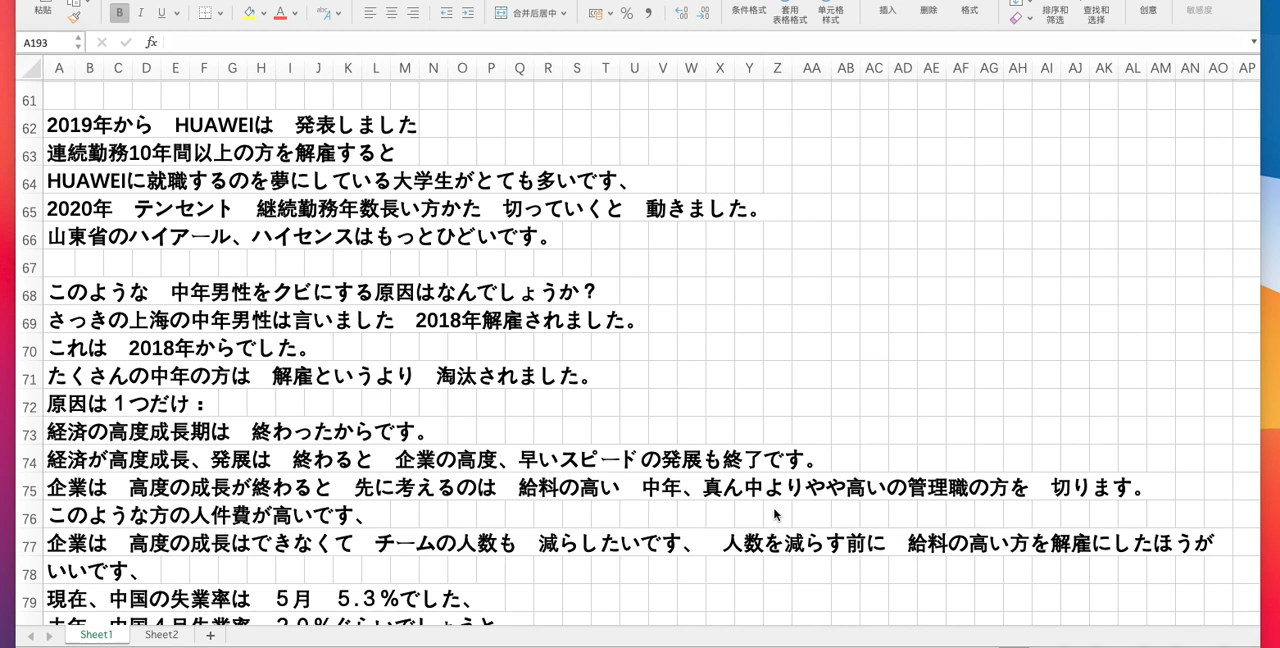 粘贴 B I U 合并后居中 % 条件格式 套用 表格格式 单元格 样式 插入 删除 格式 排序和 筛选 查找和 选择 创意 敏感度
A193 fx
A B C D E F G H I J K L M N O P Q R S T U V W X Y Z AA AB AC AD AE AF AG AH AI AJ AK AL AM AN AO AP
61
62 2019年から　HUAWEIは　発表しました
63 連続勤務10年間以上の方を解雇すると
64 HUAWEIに就職するのを夢にしている大学生がとても多いです、
65 2020年　テンセント　継続勤務年数長い方かた　切っていくと　動きました。
66 山東省のハイアール、ハイセンスはもっとひどいです。
67
68 このような　中年男性をクビにする原因はなんでしょうか？
69 さっきの上海の中年男性は言いました　2018年解雇されました。
70 これは　2018年からでした。
71 たくさんの中年の方は　解雇というより　淘汰されました。
72 原因は１つだけ：
73 経済の高度成長期は　終わったからです。
74 経済が高度成長、発展は　終わると　企業の高度、早いスピードの発展も終了です。
75 企業は　高度の成長が終わると　先に考えるのは　給料の高い　中年、真ん中よりやや高いの管理職の方を　切ります。
76 このような方の人件費が高いです、
77 企業は　高度の成長はできなくて　チームの人数も　減らしたいです、　人数を減らす前に　給料の高い方を解雇にしたほうが
78 いいです、
79 現在、中国の失業率は　５月　５.３％でした、
Sheet1 Sheet2 +